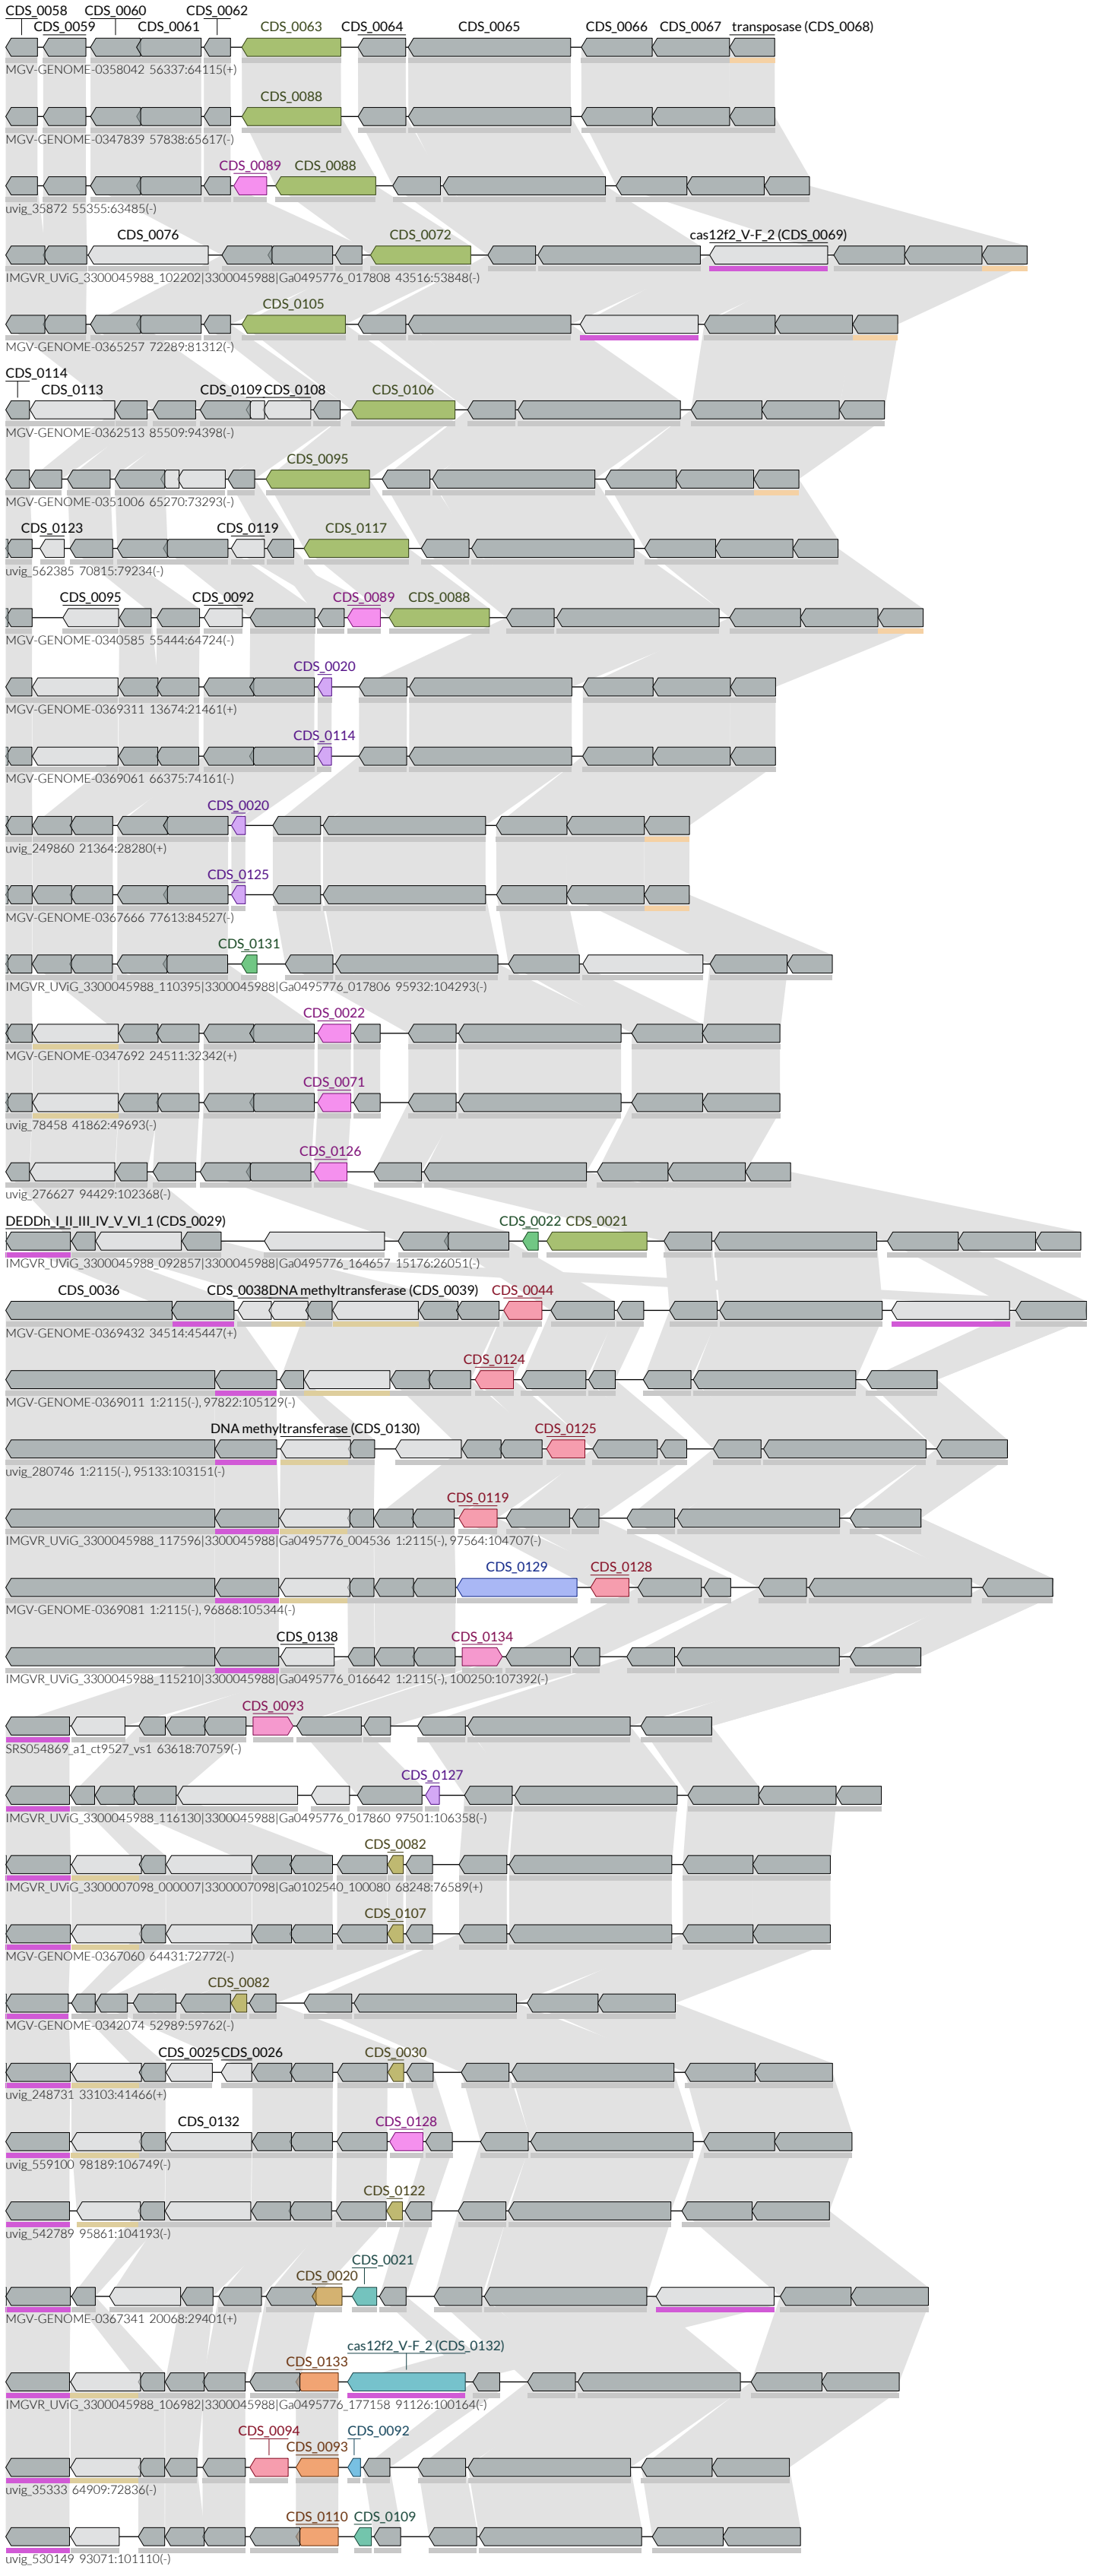 CDS_0058 CDS_0060 CDS_0062
CDS_0059 CDS_0061 CDS_0063 CDS_0064 CDS_0065 CDS_0066 CDS_0067 transposase (CDS_0068)
MGV-GENOME-0358042 56337:64115(+)
CDS_0088
MGV-GENOME-0347839 57838:65617(-)
CDS_0089 CDS_0088
uvig_35872 55355:63485(-)
CDS_0076 CDS_0072 cas12f2_V-F_2 (CDS_0069)
IMGVR_UViG_3300045988_102202|3300045988|Ga0495776_017808 43516:53848(-)
CDS_0105
MGV-GENOME-0365257 72289:81312(-)
CDS_0114
CDS_0113 CDS_0109 CDS_0108 CDS_0106
MGV-GENOME-0362513 85509:94398(-)
CDS_0095
MGV-GENOME-0351006 65270:73293(-)
CDS_0123 CDS_0119 CDS_0117
uvig_562385 70815:79234(-)
CDS_0095 CDS_0092 CDS_0089 CDS_0088
MGV-GENOME-0340585 55444:64724(-)
CDS_0020
MGV-GENOME-0369311 13674:21461(+)
CDS_0114
MGV-GENOME-0369061 66375:74161(-)
CDS_0020
uvig_249860 21364:28280(+)
CDS_0125
MGV-GENOME-0367666 77613:84527(-)
CDS_0131
IMGVR_UViG_3300045988_110395|3300045988|Ga0495776_017806 95932:104293(-)
CDS_0022
MGV-GENOME-0347692 24511:32342(+)
CDS_0071
uvig_78458 41862:49693(-)
CDS_0126
uvig_276627 94429:102368(-)
DEDDh_I_II_III_IV_V_VI_1 (CDS_0029) CDS_0022 CDS_0021
IMGVR_UViG_3300045988_092857|3300045988|Ga0495776_164657 15176:26051(-)
CDS_0036 CDS_0038 DNA methyltransferase (CDS_0039) CDS_0044
MGV-GENOME-0369432 34514:45447(+)
CDS_0124
MGV-GENOME-0369011 1:2115(-), 97822:105129(-)
DNA methyltransferase (CDS_0130) CDS_0125
uvig_280746 1:2115(-), 95133:103151(-)
CDS_0119
IMGVR_UViG_3300045988_117596|3300045988|Ga0495776_004536 1:2115(-), 97564:104707(-)
CDS_0129 CDS_0128
MGV-GENOME-0369081 1:2115(-), 96868:105344(-)
CDS_0138 CDS_0134
IMGVR_UViG_3300045988_115210|3300045988|Ga0495776_016642 1:2115(-), 100250:107392(-)
CDS_0093
SRS054869_a1_ct9527_vs1 63618:70759(-)
CDS_0127
IMGVR_UViG_3300045988_116130|3300045988|Ga0495776_017860 97501:106358(-)
CDS_0082
IMGVR_UViG_3300007098_000007|3300007098|Ga0102540_100080 68248:76589(+)
CDS_0107
MGV-GENOME-0367060 64431:72772(-)
CDS_0082
MGV-GENOME-0342074 52989:59762(-)
CDS_0025 CDS_0026 CDS_0030
uvig_248731 33103:41466(+)
CDS_0132 CDS_0128
uvig_559100 98189:106749(-)
CDS_0122
uvig_542789 95861:104193(-)
CDS_0021
CDS_0020
MGV-GENOME-0367341 20068:29401(+)
cas12f2_V-F_2 (CDS_0132)
CDS_0133
IMGVR_UViG_3300045988_106982|3300045988|Ga0495776_177158 91126:100164(-)
CDS_0094 CDS_0092
CDS_0093
uvig_35333 64909:72836(-)
CDS_0110 CDS_0109
uvig_530149 93071:101110(-)